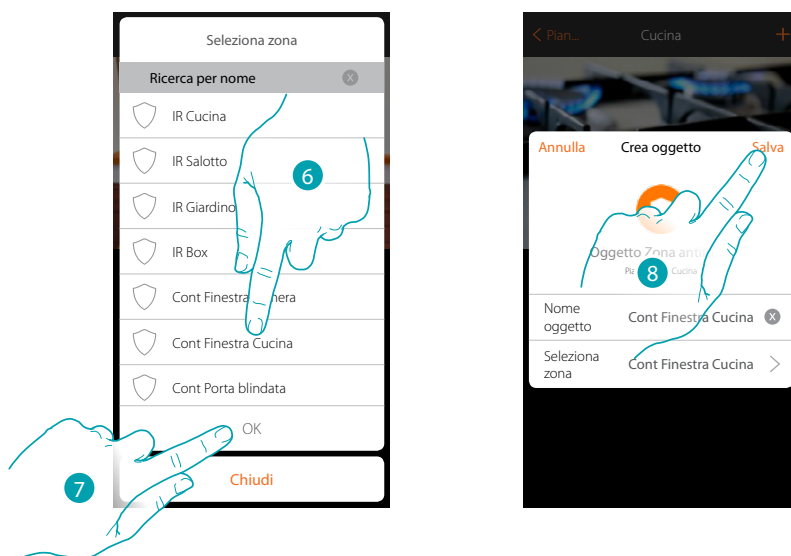 Seleziona zona
Ricerca per nome
IR Cucina
IR Salotto
IR Giardino
IR Box
Cont Finestra
Cont Finestra Cucina
Cont Porta blindata
OK
Chiudi
6
7
< Pian...
Cucina
+
Annulla
Crea oggetto
Salva
Oggetto Zona
Cucina
8
Nome oggetto
Cont Finestra Cucina
Seleziona zona
Cont Finestra Cucina